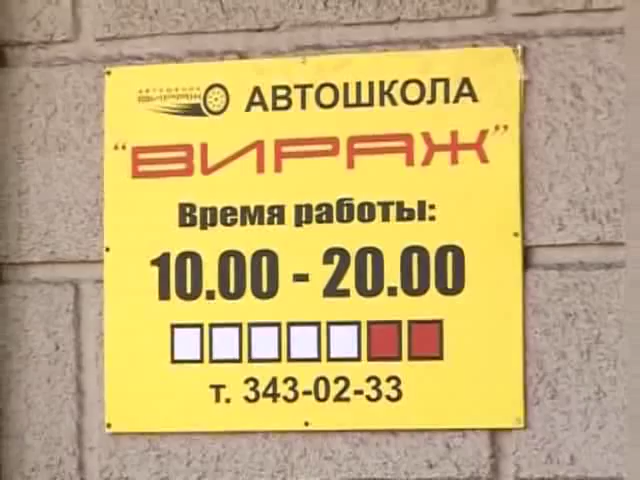 АВТОШКОЛА
"ВИРАЖ"
Время работы:
10.00 - 20.00
т. 343-02-33